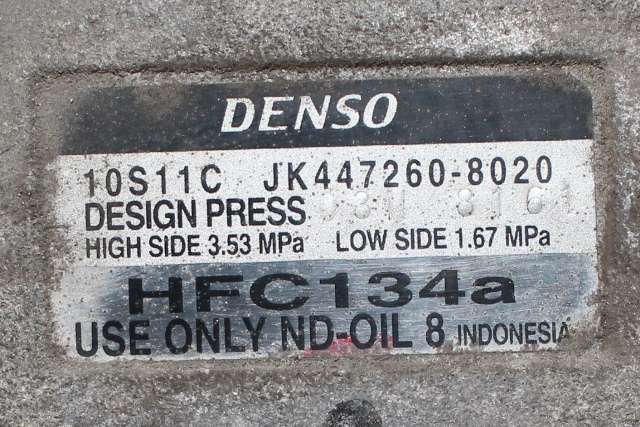 DENSO
10S11C JK447260-8020
DESIGN PRESS
HIGH SIDE 3.53 MPa LOW SIDE 1.67 MPa
HFC134a
USE ONLY ND-OIL 8 INDONESIA